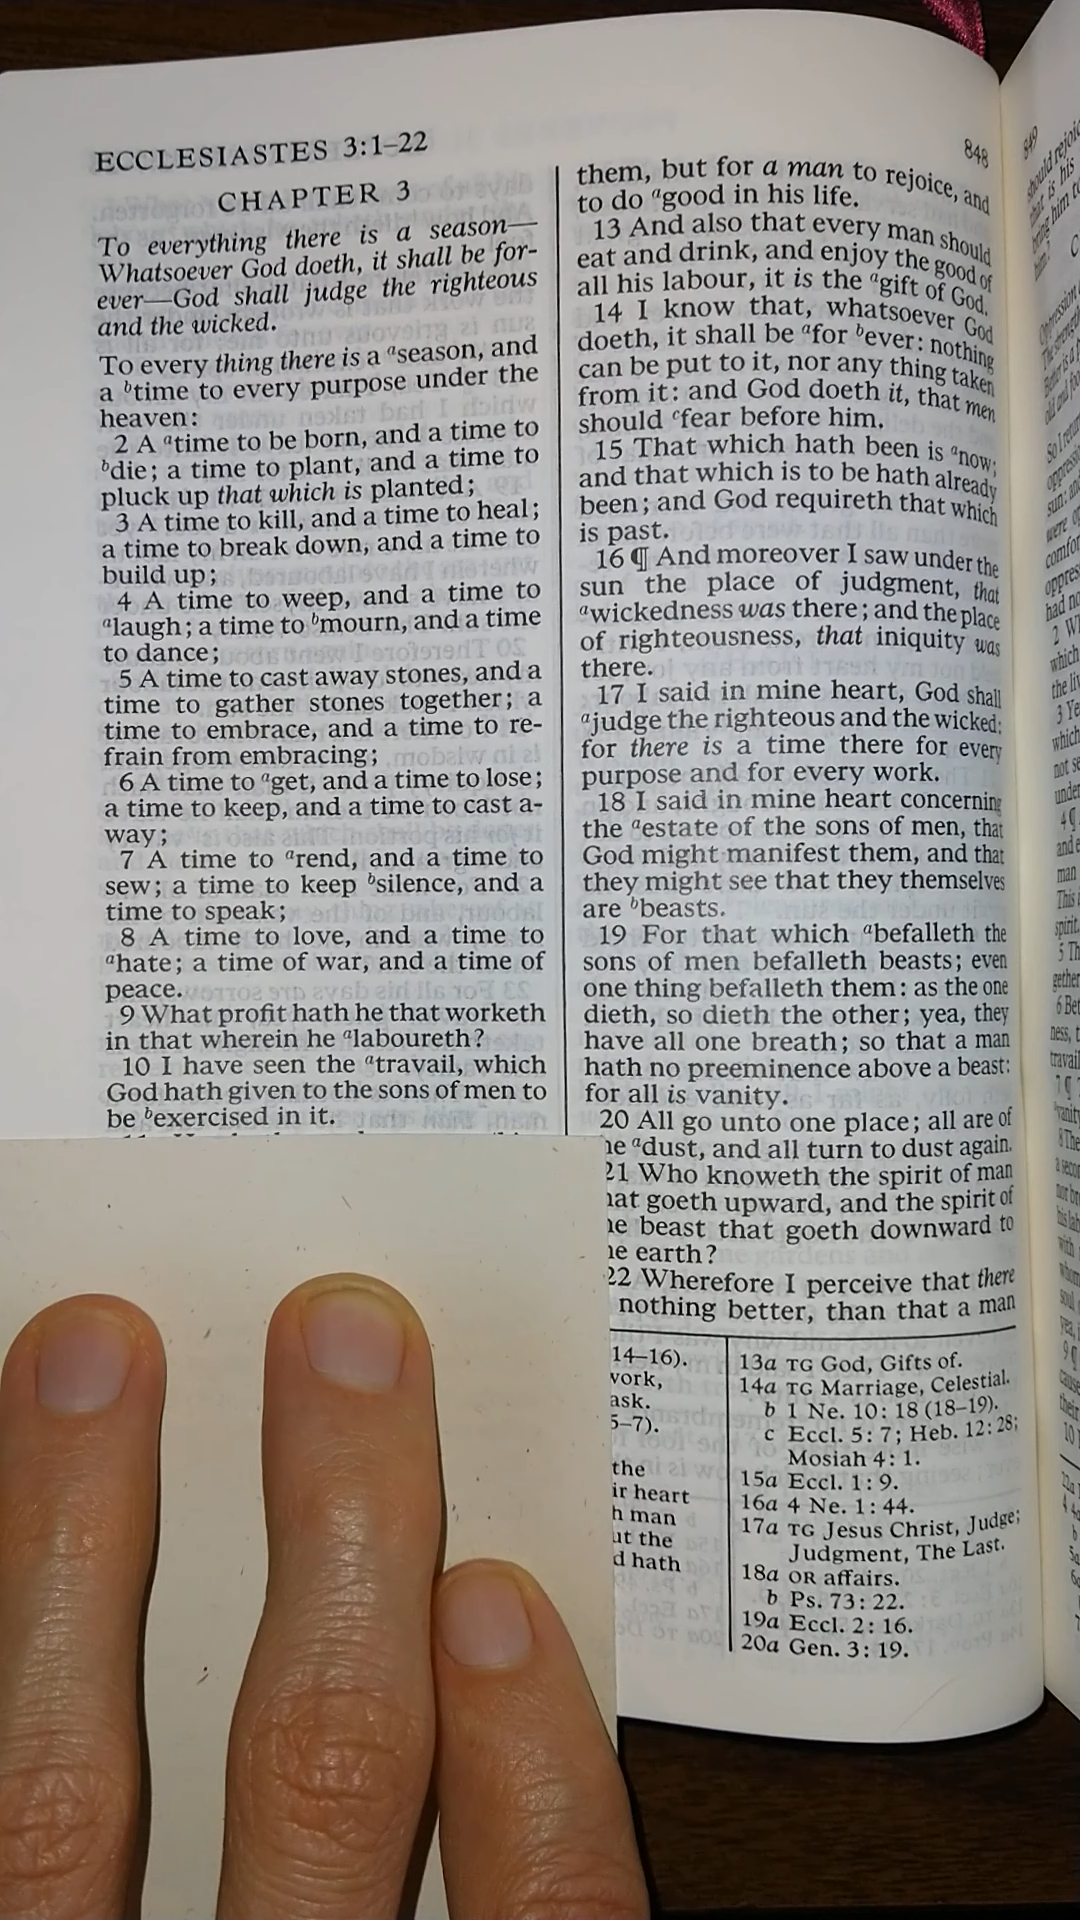 ECCLESIASTES 3:1–22
848
CHAPTER 3
To everything there is a season—
Whatsoever God doeth, it shall be for-
ever—God shall judge the righteous
and the wicked.
To every thing there is a aseason, and
a btime to every purpose under the
heaven:
2 A atime to be born, and a time to
bdie; a time to plant, and a time to
pluck up that which is planted;
3 A time to kill, and a time to heal;
a time to break down, and a time to
build up;
4 A time to weep, and a time to
alaugh; a time to bmourn, and a time
to dance;
5 A time to cast away stones, and a
time to gather stones together; a
time to embrace, and a time to re-
frain from embracing;
6 A time to aget, and a time to lose;
a time to keep, and a time to cast a-
way;
7 A time to arend, and a time to
sew; a time to keep bsilence, and a
time to speak;
8 A time to love, and a time to
ahate; a time of war, and a time of
peace.
9 What profit hath he that worketh
in that wherein he alaboureth?
10 I have seen the atravail, which
God hath given to the sons of men to
be bexercised in it.
them, but for a man to rejoice, and
to do agood in his life.
13 And also that every man should
eat and drink, and enjoy the good of
all his labour, it is the agift of God.
14 I know that, whatsoever God
doeth, it shall be afor bever: nothing
can be put to it, nor any thing taken
from it: and God doeth it, that men
should cfear before him.
15 That which hath been is anow;
and that which is to be hath already
been; and God requireth that which
is past.
16 ¶ And moreover I saw under the
sun the place of judgment, that
awickedness was there; and the place
of righteousness, that iniquity was
there.
17 I said in mine heart, God shall
ajudge the righteous and the wicked:
for there is a time there for every
purpose and for every work.
18 I said in mine heart concerning
the aestate of the sons of men, that
God might manifest them, and that
they might see that they themselves
are bbeasts.
19 For that which abefalleth the
sons of men befalleth beasts; even
one thing befalleth them: as the one
dieth, so dieth the other; yea, they
have all one breath; so that a man
hath no preeminence above a beast:
for all is vanity.
20 All go unto one place; all are of
he adust, and all turn to dust again.
21 Who knoweth the spirit of man
hat goeth upward, and the spirit of
he beast that goeth downward to
he earth?
22 Wherefore I perceive that there
nothing better, than that a man
14–16).
work,
ask.
5–7).
the
ir heart
h man
ut the
d hath
13a TG God, Gifts of.
14a TG Marriage, Celestial.
b 1 Ne. 10: 18 (18–19).
c Eccl. 5: 7; Heb. 12: 28;
Mosiah 4: 1.
15a Eccl. 1: 9.
16a 4 Ne. 1: 44.
17a TG Jesus Christ, Judge;
Judgment, The Last.
18a OR affairs.
b Ps. 73: 22.
19a Eccl. 2: 16.
20a Gen. 3: 19.
849